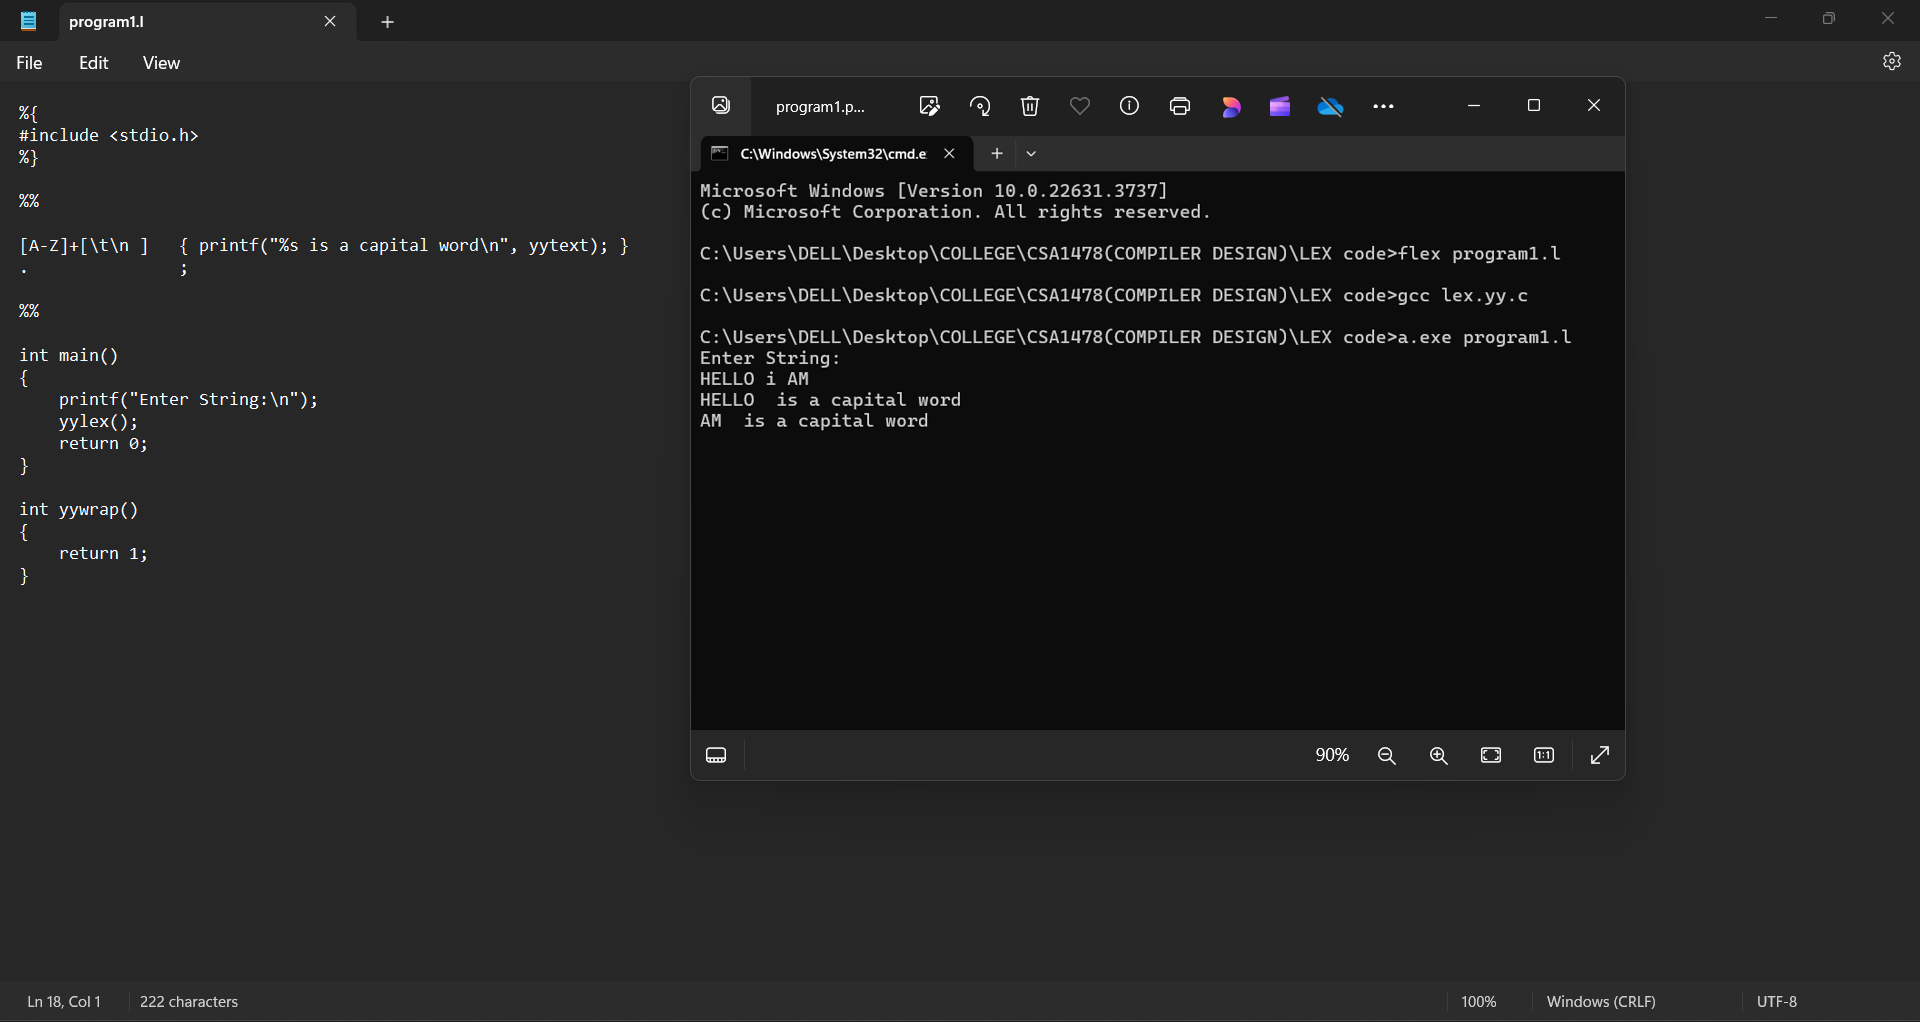 program1.l
File Edit View
%{
#include <stdio.h>
%}
%%
[A-Z]+[\t\n ]   { printf("%s is a capital word\n", yytext); }
.               ;
%%
int main()
{
    printf("Enter String:\n");
    yylex();
    return 0;
}
int yywrap()
{
    return 1;
}
program1.p...
C:\Windows\System32\cmd.e
Microsoft Windows [Version 10.0.22631.3737]
(c) Microsoft Corporation. All rights reserved.
C:\Users\DELL\Desktop\COLLEGE\CSA1478(COMPILER DESIGN)\LEX code>flex program1.l
C:\Users\DELL\Desktop\COLLEGE\CSA1478(COMPILER DESIGN)\LEX code>gcc lex.yy.c
C:\Users\DELL\Desktop\COLLEGE\CSA1478(COMPILER DESIGN)\LEX code>a.exe program1.l
Enter String:
HELLO i AM
HELLO  is a capital word
AM  is a capital word
90% 1:1
Ln 18, Col 1 222 characters 100% Windows (CRLF) UTF-8